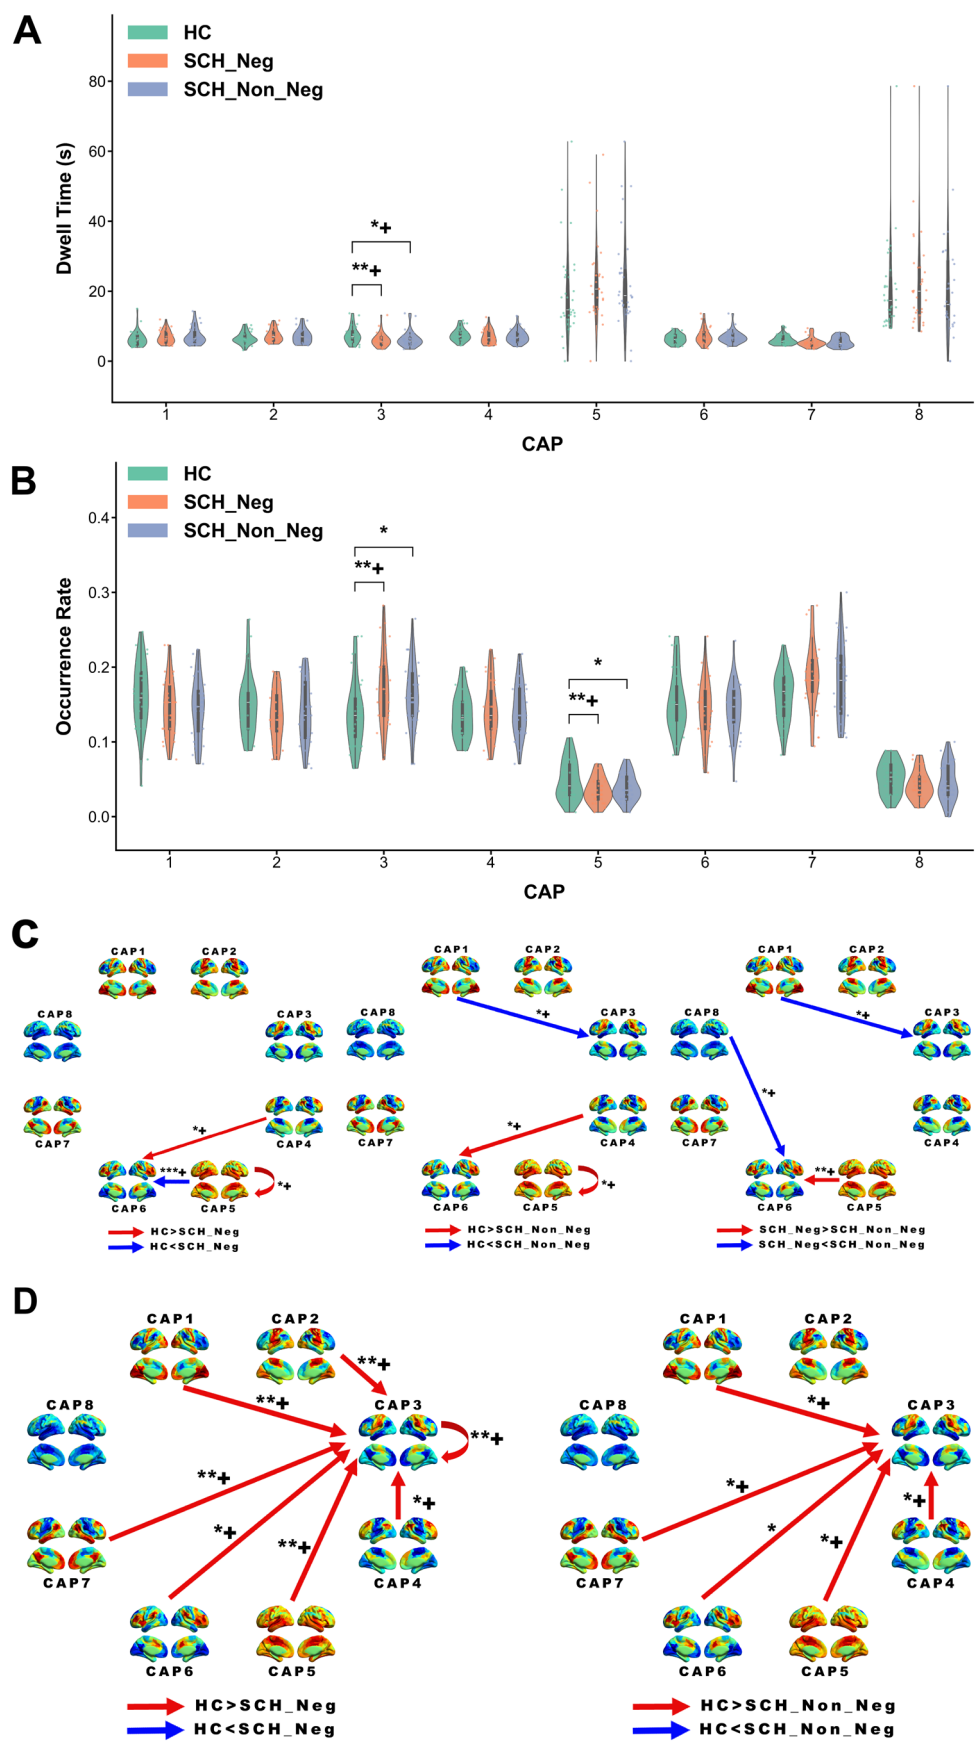 A
HC
SCH_Neg
SCH_Non_Neg
Dwell Time (s)
80
60
40
20
0
*+
**+
1 2 3 4 5 6 7 8
CAP
B
HC
SCH_Neg
SCH_Non_Neg
Occurrence Rate
0.4
0.3
0.2
0.1
0.0
*
**+
*
**+
1 2 3 4 5 6 7 8
CAP
C
CAP1 CAP2
CAP8 CAP3
*+
CAP7 CAP4
***+
*+
CAP6 CAP5
HC>SCH_Neg
HC<SCH_Neg
CAP1 CAP2
*+
CAP8 CAP3
*+
CAP7 CAP4
*+
CAP6 CAP5
HC>SCH_Non_Neg
HC<SCH_Non_Neg
CAP1 CAP2
*+
CAP8 CAP3
*+
CAP7 CAP4
**+
CAP6 CAP5
SCH_Neg>SCH_Non_Neg
SCH_Neg<SCH_Non_Neg
D
CAP1 CAP2
**+
**+
CAP8 CAP3
**+
**+
*+
*+
**+
CAP7 CAP4
CAP6 CAP5
HC>SCH_Neg
HC<SCH_Neg
CAP1 CAP2
*+
CAP8 CAP3
*+
*+
*
*+
CAP7 CAP4
CAP6 CAP5
HC>SCH_Non_Neg
HC<SCH_Non_Neg